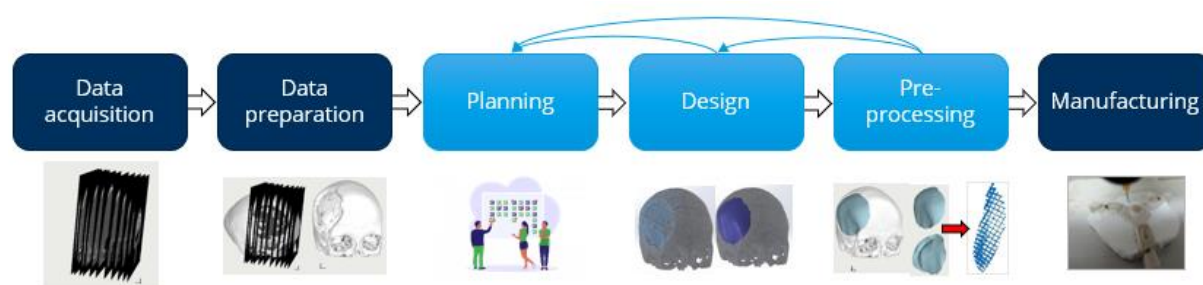 Data
acquisition
Data
preparation
Planning
Design
Pre-
processing
Manufacturing